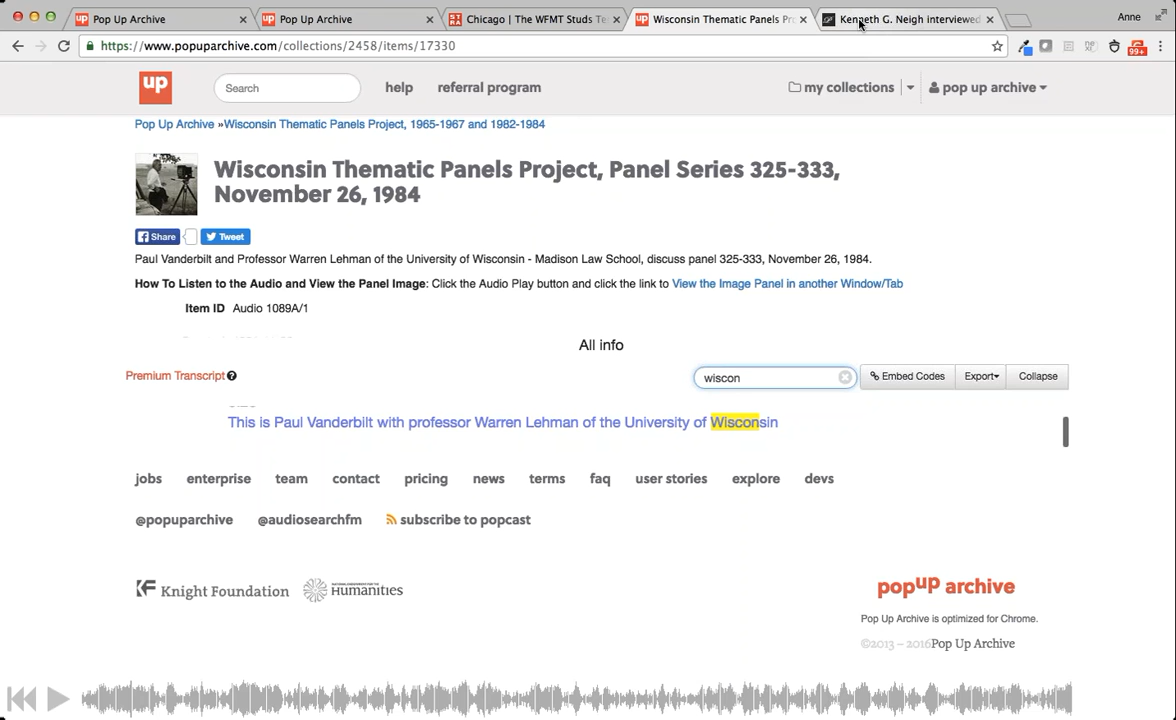 Pop Up Archive
Pop Up Archive
Chicago | The WFMT Studs Te
Wisconsin Thematic Panels Pro
Kenneth G. Neigh interviewed
Anne
https://www.popuparchive.com/collections/2458/items/17330
99+
up
Search
help
referral program
my collections
pop up archive
Pop Up Archive »Wisconsin Thematic Panels Project, 1965-1967 and 1982-1984
Wisconsin Thematic Panels Project, Panel Series 325-333,
November 26, 1984
Share
Tweet
Paul Vanderbilt and Professor Warren Lehman of the University of Wisconsin - Madison Law School, discuss panel 325-333, November 26, 1984.
How To Listen to the Audio and View the Panel Image: Click the Audio Play button and click the link to View the Image Panel in another Window/Tab
Item ID Audio 1089A/1
All info
Premium Transcript
wiscon
Embed Codes
Export
Collapse
This is Paul Vanderbilt with professor Warren Lehman of the University of Wisconsin
jobs enterprise team contact pricing news terms faq user stories explore devs
@popuparchive @audiosearchfm subscribe to popcast
Knight Foundation
Humanities
popup archive
Pop Up Archive is optimized for Chrome.
©2013 – 2016Pop Up Archive